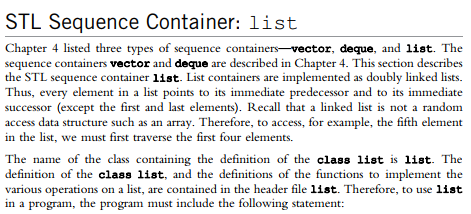 STL Sequence Container: list
Chapter 4 listed three types of sequence containers—vector, deque, and list. The
sequence containers vector and deque are described in Chapter 4. This section describes
the STL sequence container list. List containers are implemented as doubly linked lists.
Thus, every element in a list points to its immediate predecessor and to its immediate
successor (except the first and last elements). Recall that a linked list is not a random
access data structure such as an array. Therefore, to access, for example, the fifth element
in the list, we must first traverse the first four elements.
The name of the class containing the definition of the class list is list. The
definition of the class list, and the definitions of the functions to implement the
various operations on a list, are contained in the header file list. Therefore, to use list
in a program, the program must include the following statement: